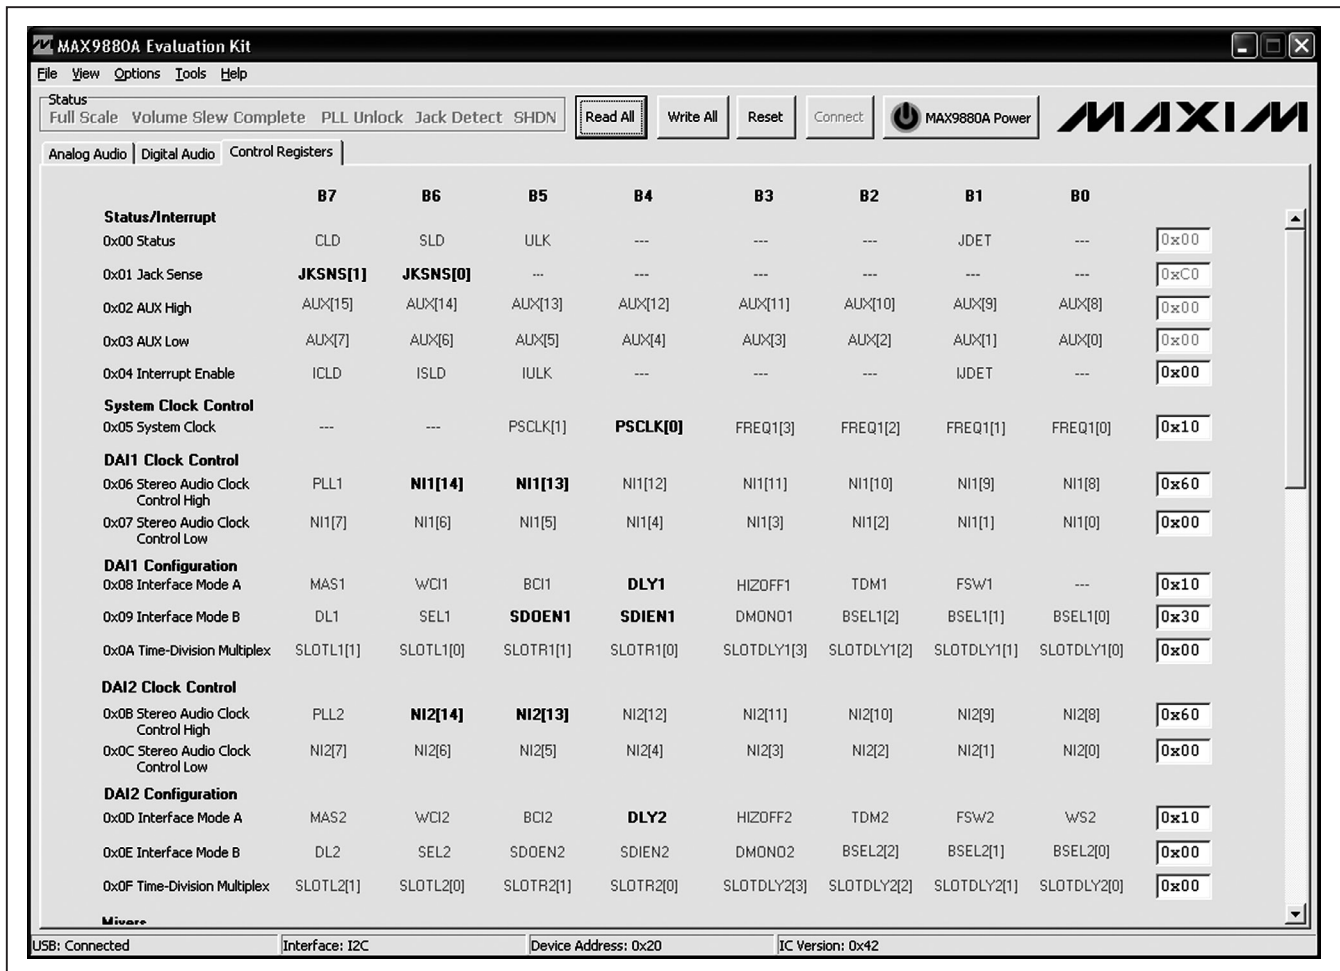 MAX9880A Evaluation Kit
File View Options Tools Help
Status
Full Scale Volume Slew Complete PLL Unlock Jack Detect SHDN
Read All Write All Reset Connect MAX9880A Power MAXIM
Analog Audio Digital Audio Control Registers
B7 B6 B5 B4 B3 B2 B1 B0
Status/Interrupt
0x00 Status CLD SLD ULK --- --- --- JDET --- 0x00
0x01 Jack Sense JKSNS[1] JKSNS[0] --- --- --- --- --- --- 0xC0
0x02 AUX High AUX[15] AUX[14] AUX[13] AUX[12] AUX[11] AUX[10] AUX[9] AUX[8] 0x00
0x03 AUX Low AUX[7] AUX[6] AUX[5] AUX[4] AUX[3] AUX[2] AUX[1] AUX[0] 0x00
0x04 Interrupt Enable ICLD ISLD IULK --- --- --- IJDET --- 0x00
System Clock Control
0x05 System Clock --- --- PSCLK[1] PSCLK[0] FREQ1[3] FREQ1[2] FREQ1[1] FREQ1[0] 0x10
DAI1 Clock Control
0x06 Stereo Audio Clock PLL1 NI1[14] NI1[13] NI1[12] NI1[11] NI1[10] NI1[9] NI1[8] 0x60
Control High
0x07 Stereo Audio Clock NI1[7] NI1[6] NI1[5] NI1[4] NI1[3] NI1[2] NI1[1] NI1[0] 0x00
Control Low
DAI1 Configuration
0x08 Interface Mode A MAS1 WCI1 BCI1 DLY1 HIZOFF1 TDM1 FSW1 --- 0x10
0x09 Interface Mode B DL1 SEL1 SDOEN1 SDIEN1 DMONO1 BSEL1[2] BSEL1[1] BSEL1[0] 0x30
0x0A Time-Division Multiplex SLOTL1[1] SLOTL1[0] SLOTR1[1] SLOTR1[0] SLOTDLY1[3] SLOTDLY1[2] SLOTDLY1[1] SLOTDLY1[0] 0x00
DAI2 Clock Control
0x0B Stereo Audio Clock PLL2 NI2[14] NI2[13] NI2[12] NI2[11] NI2[10] NI2[9] NI2[8] 0x60
Control High
0x0C Stereo Audio Clock NI2[7] NI2[6] NI2[5] NI2[4] NI2[3] NI2[2] NI2[1] NI2[0] 0x00
Control Low
DAI2 Configuration
0x0D Interface Mode A MAS2 WCI2 BCI2 DLY2 HIZOFF2 TDM2 FSW2 WS2 0x10
0x0E Interface Mode B DL2 SEL2 SDOEN2 SDIEN2 DMONO2 BSEL2[2] BSEL2[1] BSEL2[0] 0x00
0x0F Time-Division Multiplex SLOTL2[1] SLOTL2[0] SLOTR2[1] SLOTR2[0] SLOTDLY2[3] SLOTDLY2[2] SLOTDLY2[1] SLOTDLY2[0] 0x00
Mixers
USB: Connected Interface: I2C Device Address: 0x20 IC Version: 0x42